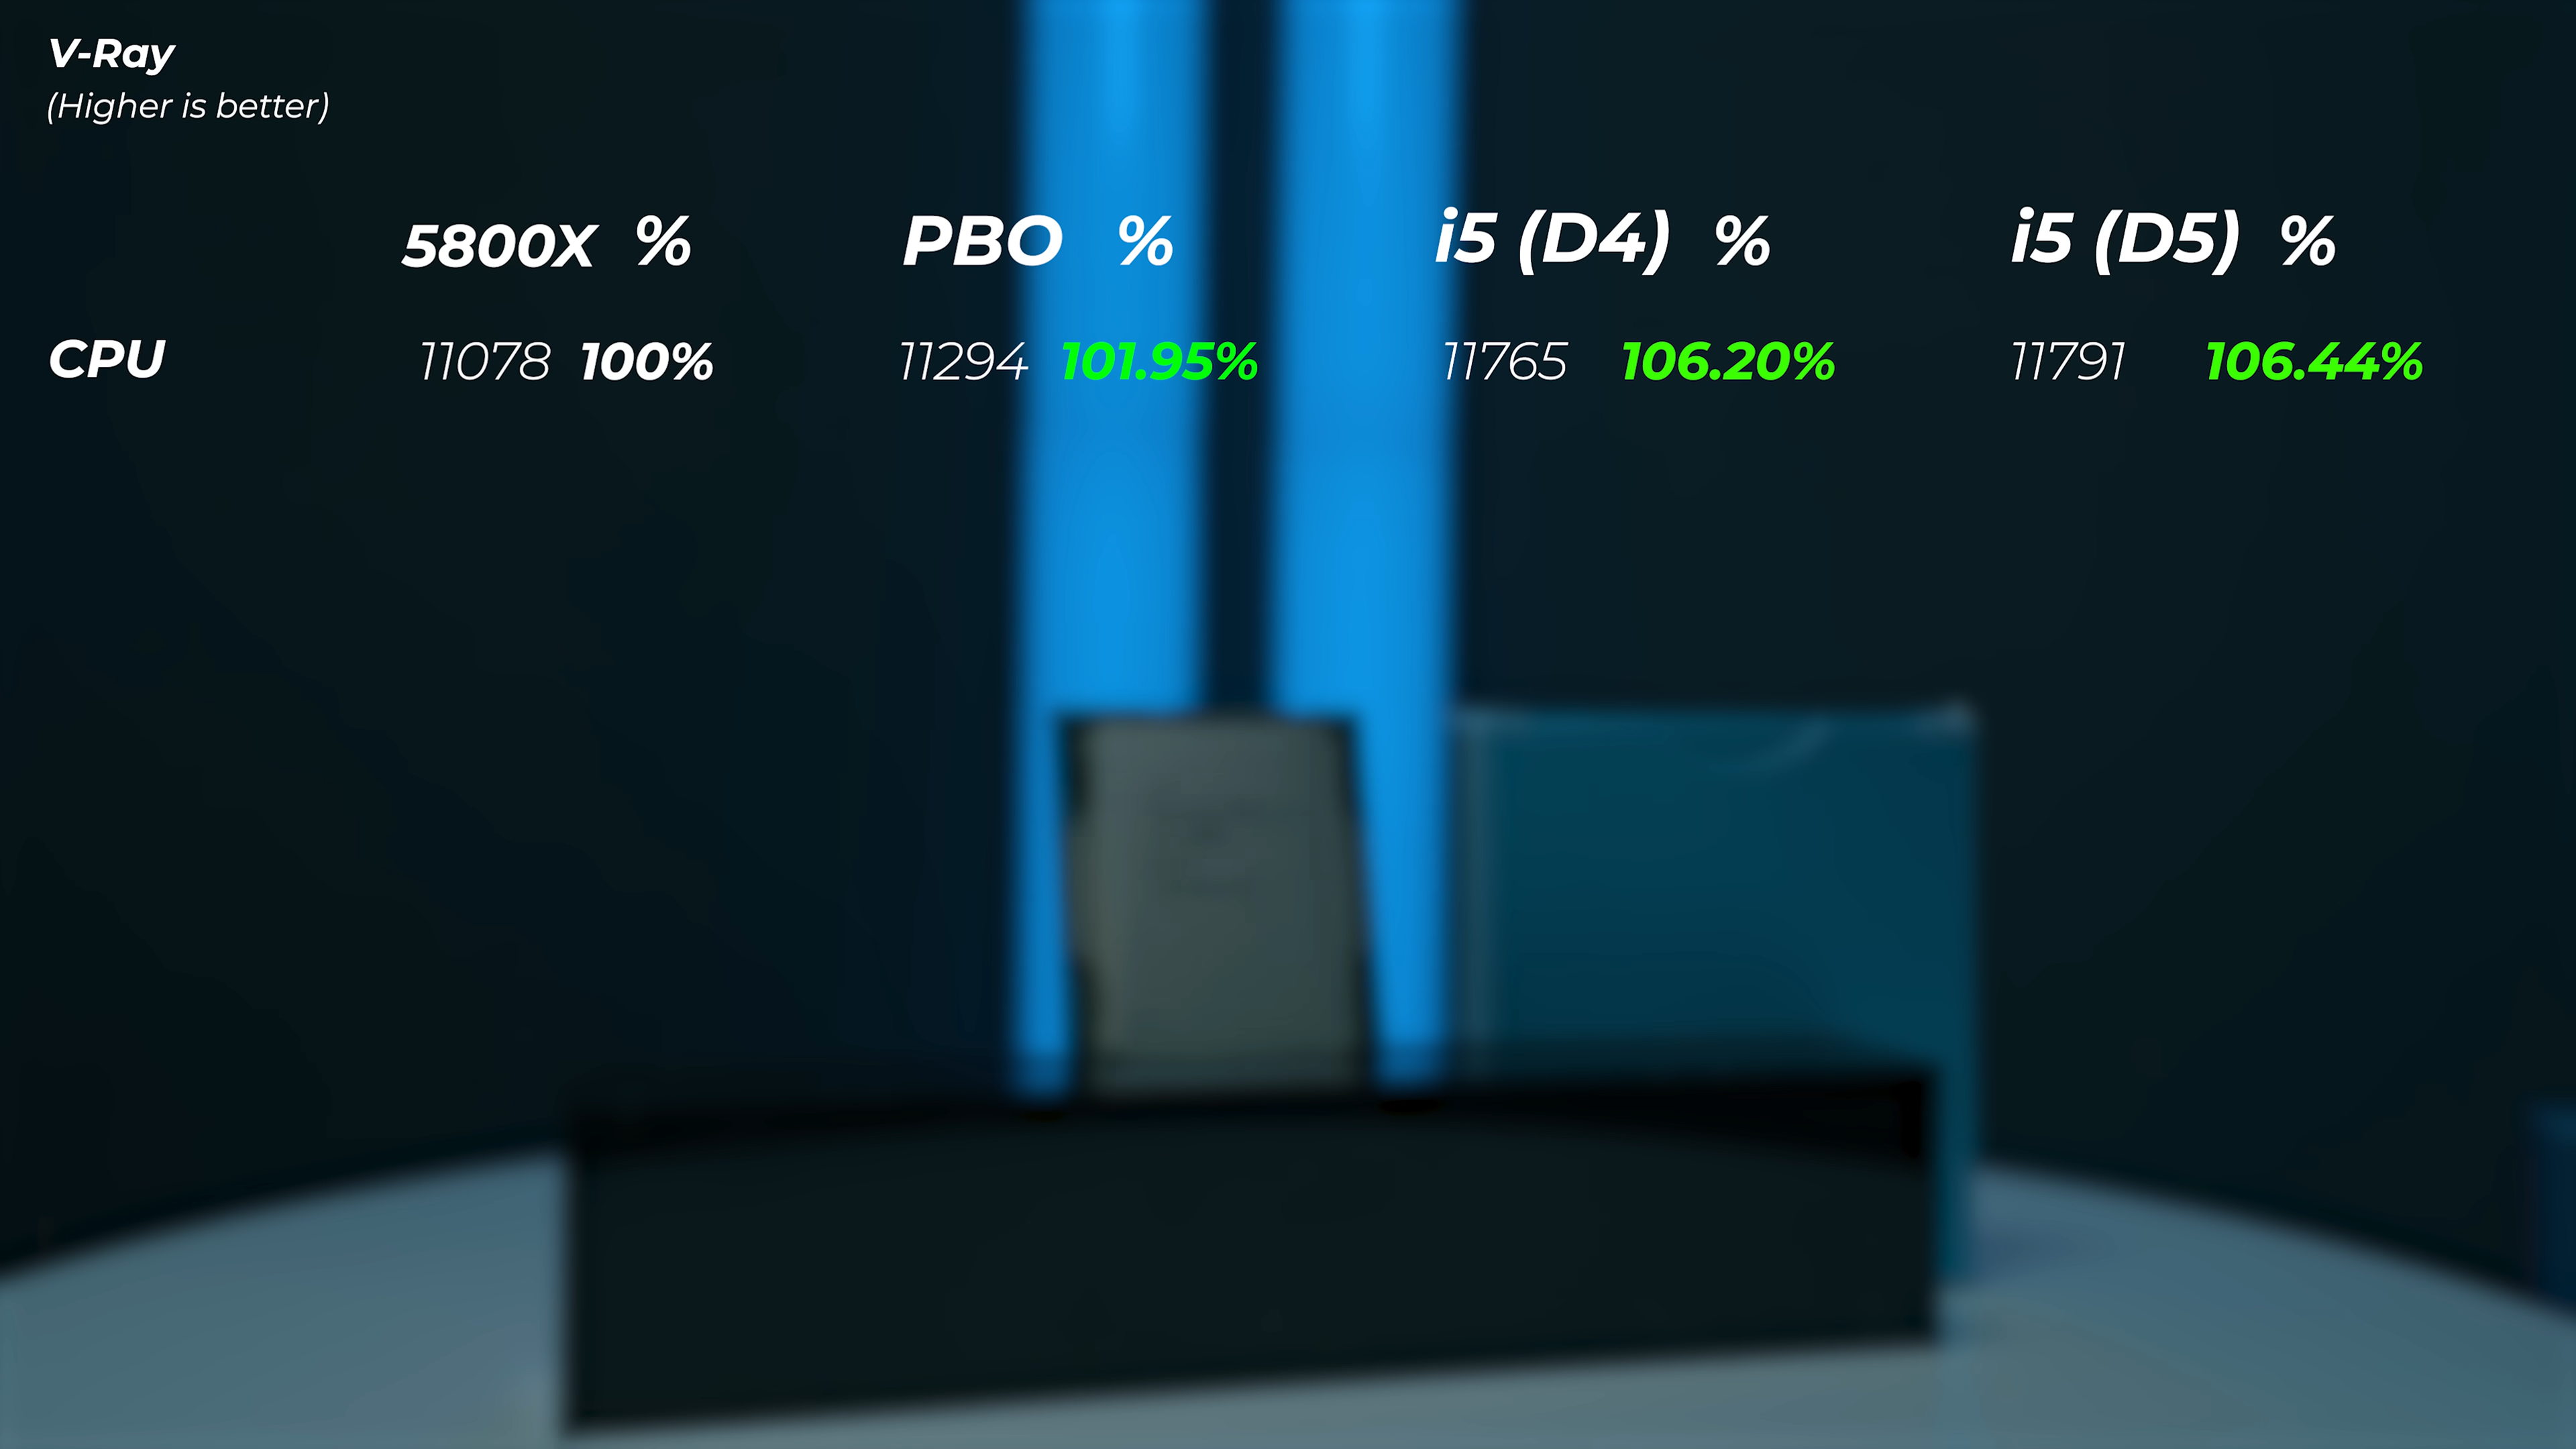 V-Ray
(Higher is better)
5800X % PBO % i5 (D4) % i5 (D5) %
CPU 11078 100% 11294 101.95% 11765 106.20% 11791 106.44%